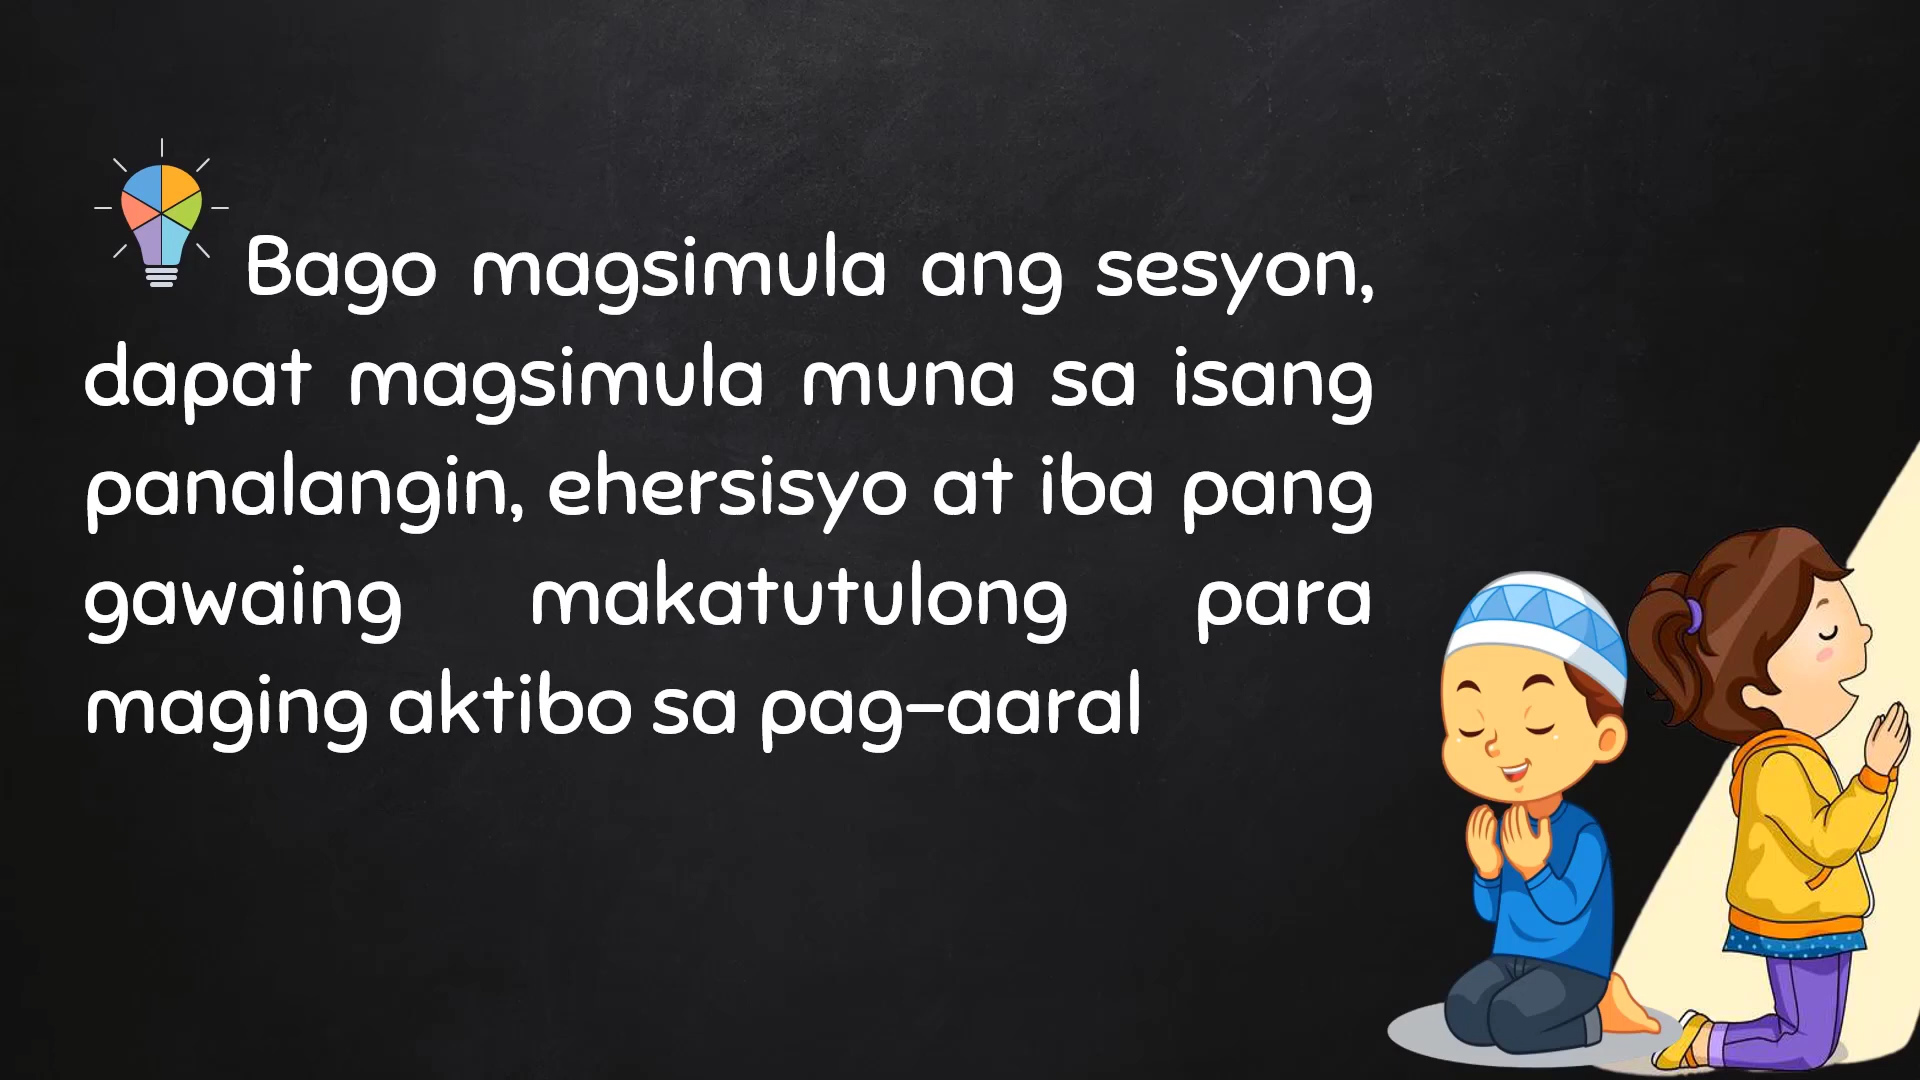 Bago magsimula ang sesyon,
dapat magsimula muna sa isang
panalangin, ehersisyo at iba pang
gawaing makatutulong para
maging aktibo sa pag-aaral